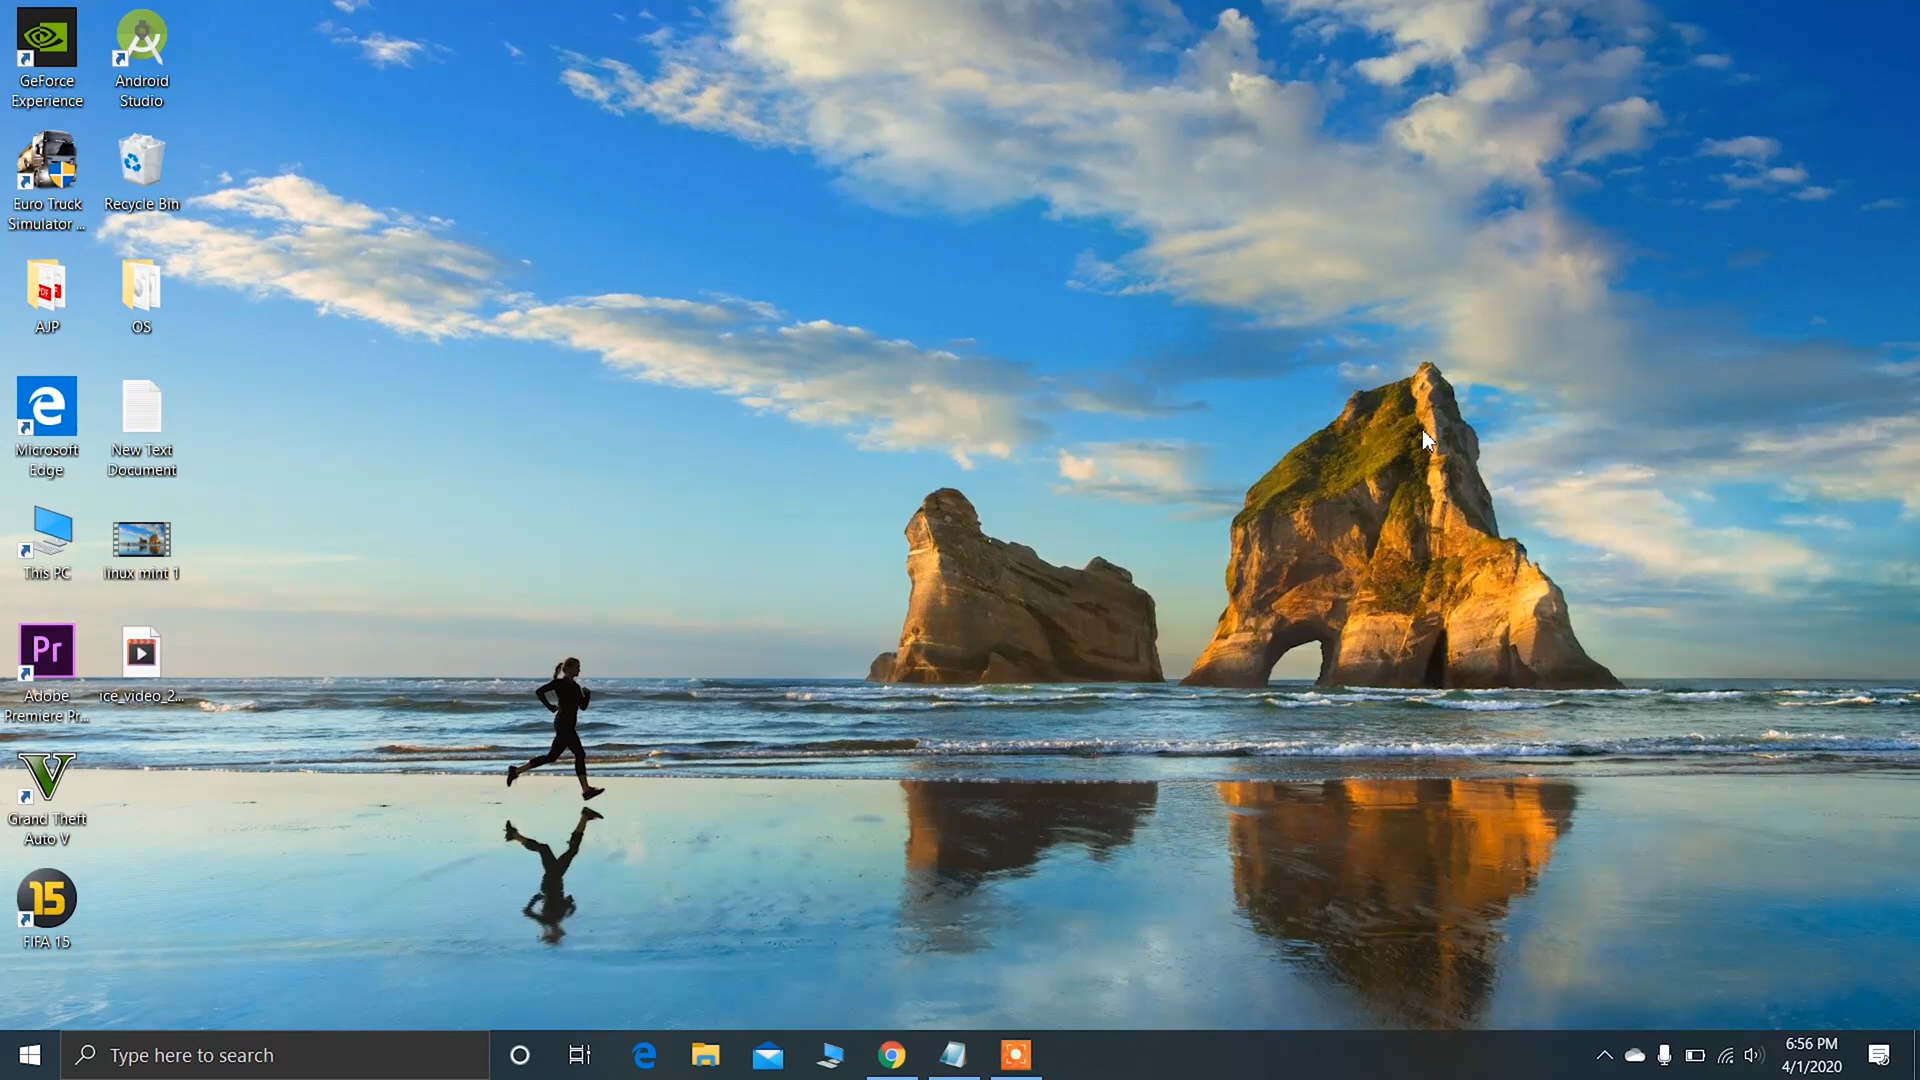 GeForce
Experience
Android
Studio
Euro Truck
Simulator ...
Recycle Bin
PDF
AJP
OS
Microsoft
Edge
New Text
Document
This PC
linux mint 1
Pr
Adobe
Premiere Pr...
ice_video_2...
V
Grand Theft
Auto V
15
FIFA 15
Type here to search
6:56 PM
4/1/2020